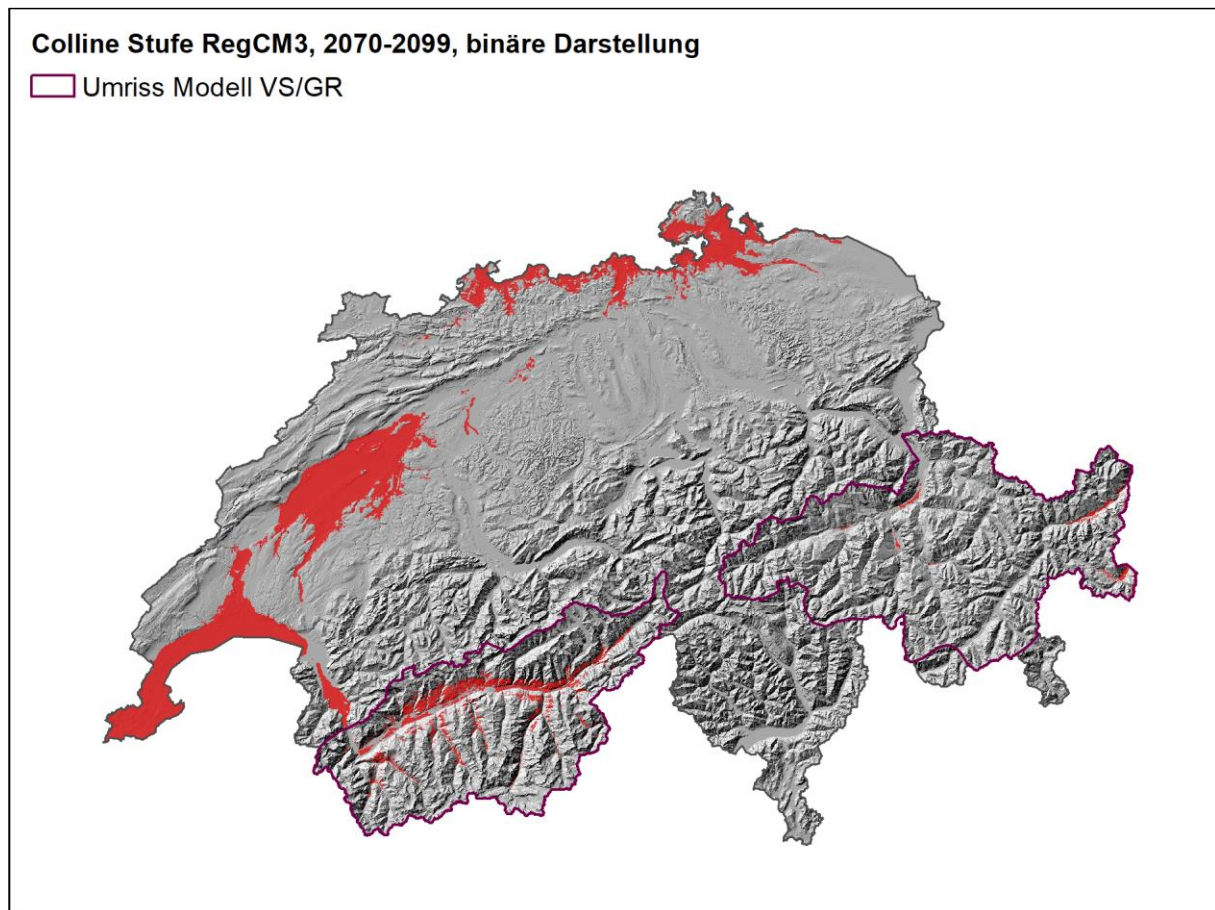 Colline Stufe RegCM3, 2070-2099, binäre Darstellung
Umriss Modell VS/GR